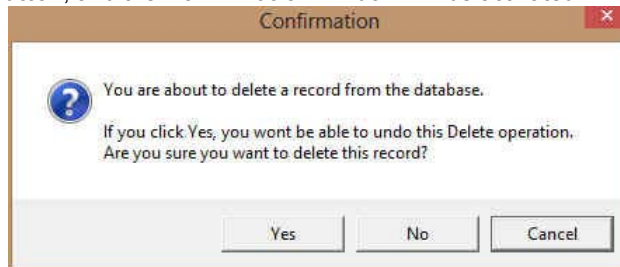 Confirmation
You are about to delete a record from the database.
If you click Yes, you wont be able to undo this Delete operation.
Are you sure you want to delete this record?
Yes
No
Cancel